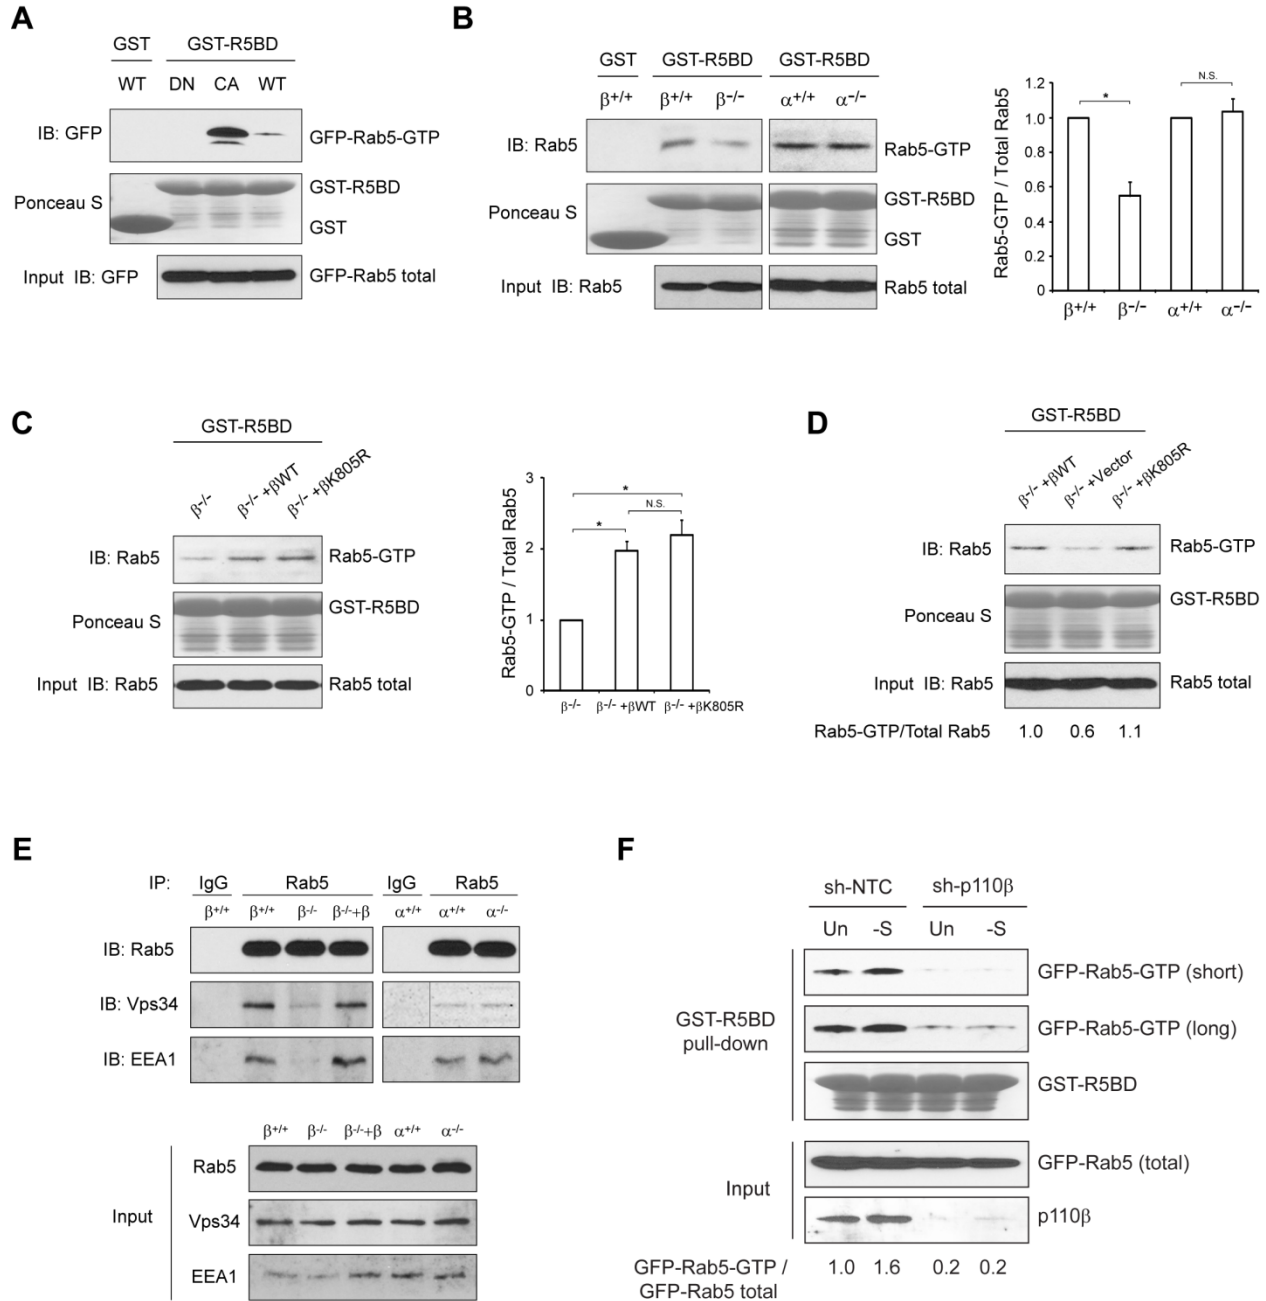 A
GST GST-R5BD
WT DN CA WT
IB: GFP GFP-Rab5-GTP
Ponceau S GST-R5BD
GST
Input IB: GFP GFP-Rab5 total
B
GST GST-R5BD GST-R5BD
β+/+ β+/+ β-/- α+/+ α-/-
IB: Rab5 Rab5-GTP
Ponceau S GST-R5BD
GST
Input IB: Rab5 Rab5 total
Rab5-GTP / Total Rab5
1.2
1.0
0.8
0.6
0.4
0.2
0
* N.S.
β+/+ β-/- α+/+ α-/-
C
GST-R5BD
β-/- β-/- +βWT β-/- +βK805R
IB: Rab5 Rab5-GTP
Ponceau S GST-R5BD
Input IB: Rab5 Rab5 total
Rab5-GTP / Total Rab5
3
2
1
0
*
* N.S.
β-/- β-/- +βWT β-/- +βK805R
D
GST-R5BD
β-/- +βWT β-/- +Vector β-/- +βK805R
IB: Rab5 Rab5-GTP
Ponceau S GST-R5BD
Input IB: Rab5 Rab5 total
Rab5-GTP/Total Rab5 1.0 0.6 1.1
E
IP: IgG Rab5 IgG Rab5
β+/+ β+/+ β-/- β-/-+β α+/+ α+/+ α-/-
IB: Rab5
IB: Vps34
IB: EEA1
β+/+ β-/- β-/-+β α+/+ α-/-
Input
Rab5
Vps34
EEA1
F
sh-NTC sh-p110β
Un -S Un -S
GST-R5BD
pull-down
GFP-Rab5-GTP (short)
GFP-Rab5-GTP (long)
GST-R5BD
Input
GFP-Rab5 (total)
p110β
GFP-Rab5-GTP /
GFP-Rab5 total
1.0 1.6 0.2 0.2